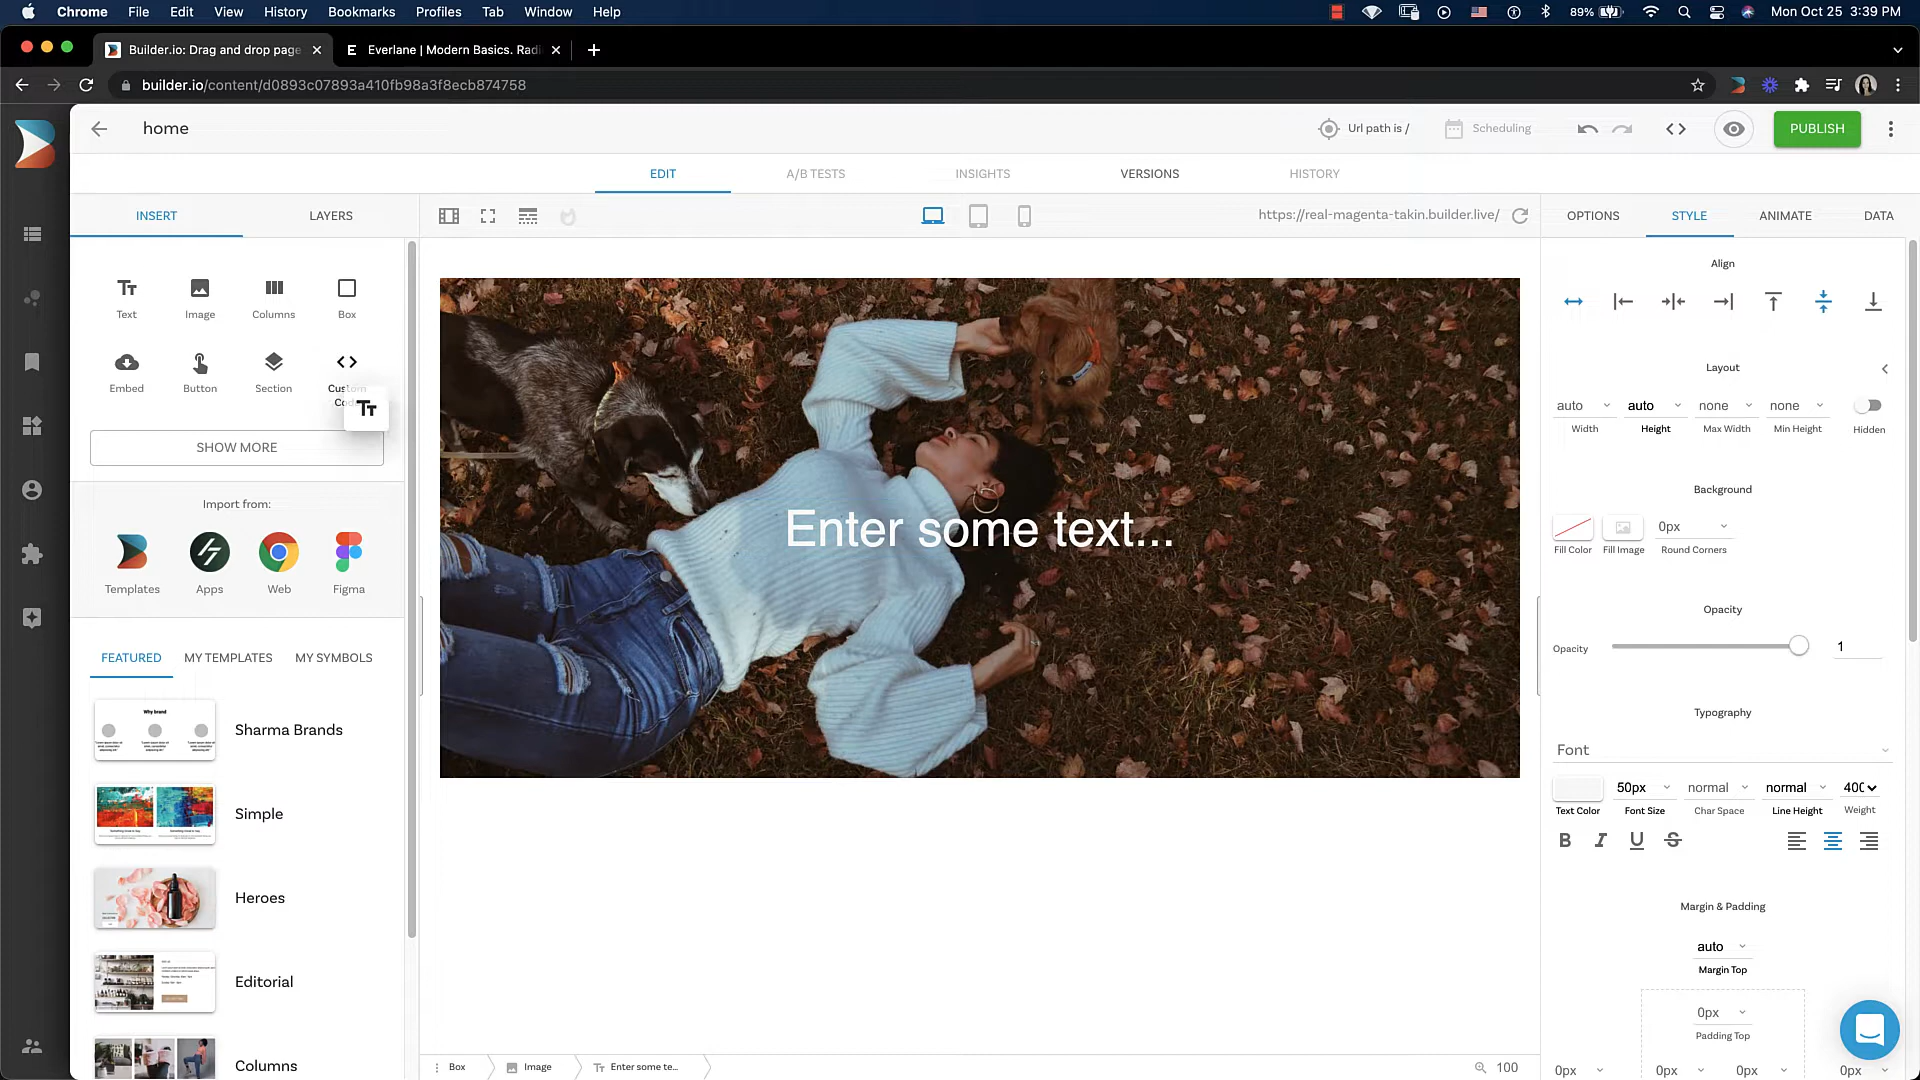 Chrome File Edit View History Bookmarks Profiles Tab Window Help 89% Mon Oct 25 3:39 PM
Builder.io: Drag and drop page
Everlane | Modern Basics. Radi
builder.io/content/d0893c07893a410fb98a3f8ecb874758
home
Url path is /
Scheduling
PUBLISH
EDIT A/B TESTS INSIGHTS VERSIONS HISTORY
INSERT LAYERS
https://real-magenta-takin.builder.live/
OPTIONS STYLE ANIMATE DATA
Text Image Columns Box
Embed Button Section Custom
SHOW MORE
Import from:
Templates Apps Web Figma
FEATURED MY TEMPLATES MY SYMBOLS
Why brand
Sharma Brands
Simple
Heroes
Editorial
Columns
Enter some text...
Box Image Enter some te...
100
Align
Layout
auto auto none none
Width Height Max Width Min Height Hidden
Background
0px
Fill Color Fill Image Round Corners
Opacity
Opacity 1
Typography
Font
50px normal normal 400
Text Color Font Size Char Space Line Height Weight
B I U S
Margin & Padding
auto
Margin Top
0px
Padding Top
0px 0px 0px 0px